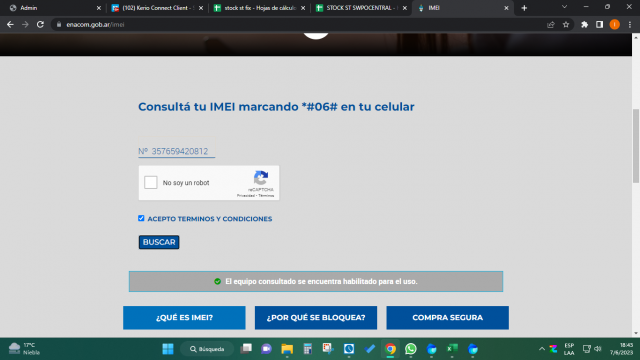 Admin
(102) Kerio Connect Client -
stock st fix - Hojas de cálculo
STOCK ST SWPOCENTRAL -
IMEI
enacom.gob.ar/imei
Consultá tu IMEI marcando *#06# en tu celular
Nº 357659420812
No soy un robot
reCAPTCHA
Privacidad - Términos
ACEPTO TERMINOS Y CONDICIONES
BUSCAR
El equipo consultado se encuentra habilitado para el uso.
¿QUÉ ES IMEI?
¿POR QUÉ SE BLOQUEA?
COMPRA SEGURA
17°C
Niebla
Búsqueda
ESP
LAA
18:43
7/6/2023